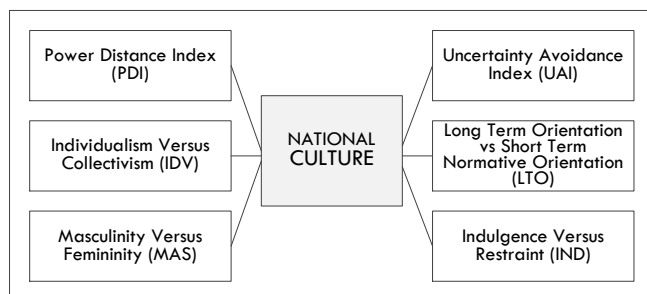 Power Distance Index
(PDI)
Individualism Versus
Collectivism (IDV)
Masculinity Versus
Femininity (MAS)
NATIONAL
CULTURE
Uncertainty Avoidance
Index (UAI)
Long Term Orientation
vs Short Term
Normative Orientation
(LTO)
Indulgence Versus
Restraint (IND)